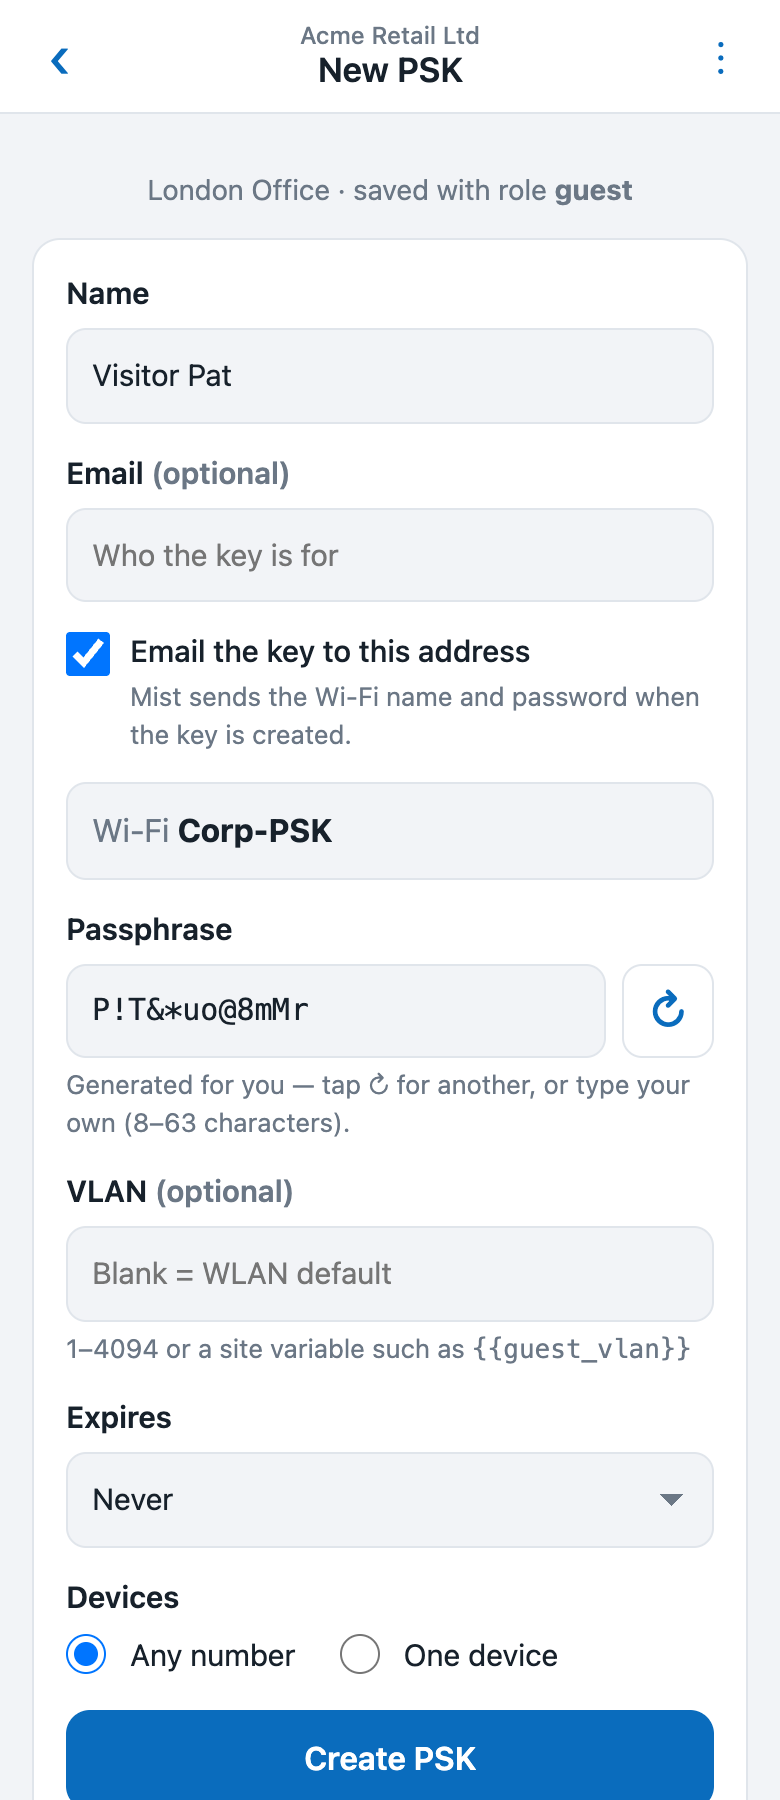 Acme Retail Ltd
New PSK
London Office · saved with role guest
Name
Visitor Pat
Email (optional)
Who the key is for
Email the key to this address
Mist sends the Wi-Fi name and password when
the key is created.
Wi-Fi Corp-PSK
Passphrase
P!T&*uo@8mMr
Generated for you — tap ↻ for another, or type your
own (8–63 characters).
VLAN (optional)
Blank = WLAN default
1–4094 or a site variable such as {{guest_vlan}}
Expires
Never
Devices
Any number
One device
Create PSK